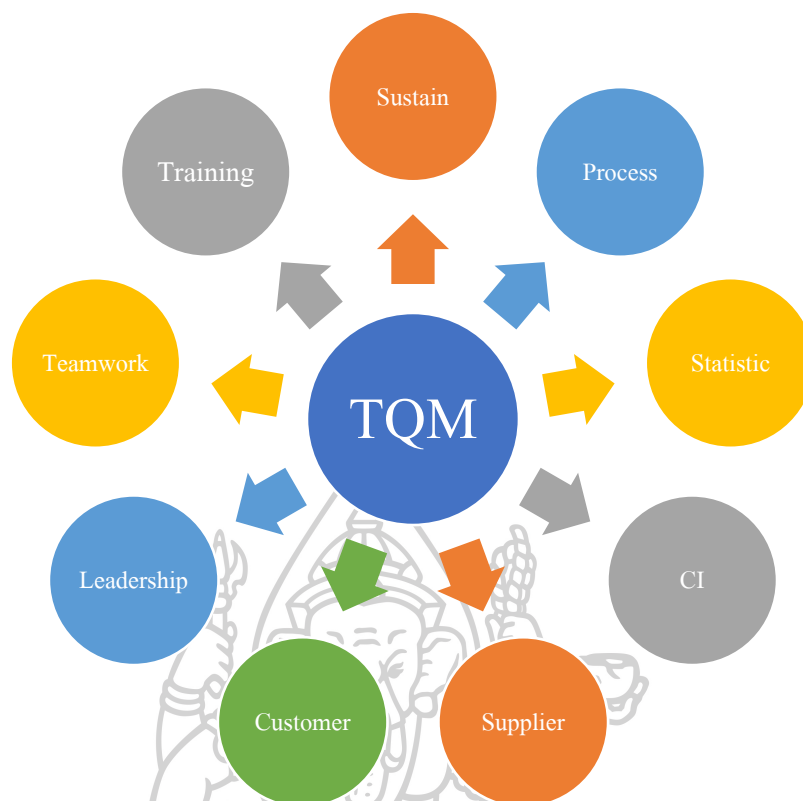 Sustain
Process
Statistic
CI
Supplier
Customer
Leadership
Teamwork
Training
TQM